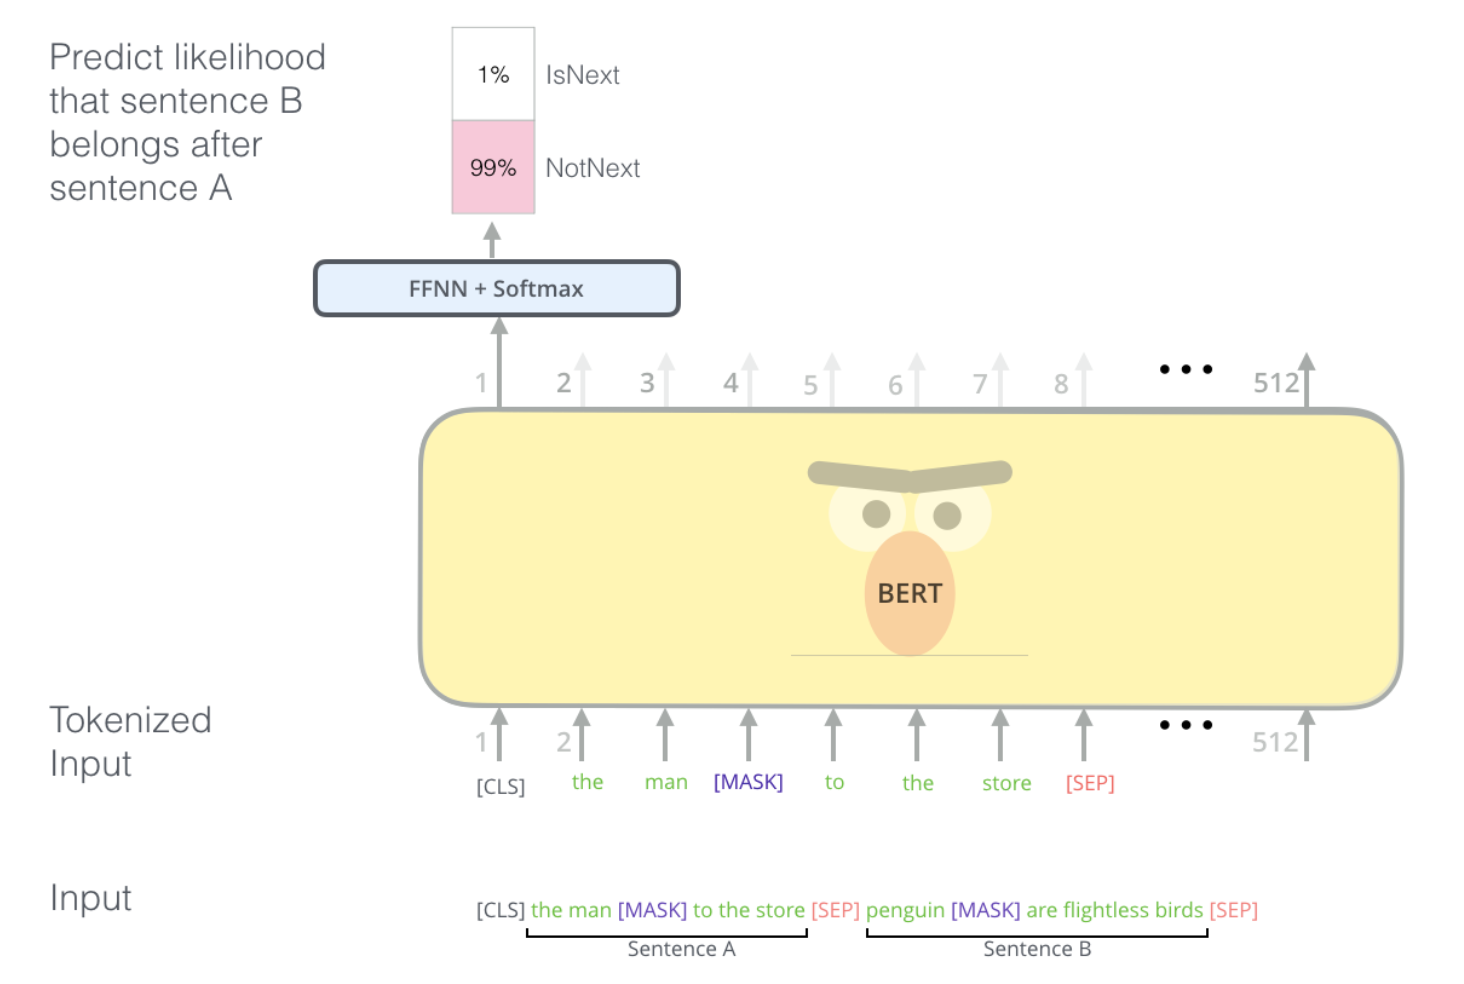 Predict likelihood
that sentence B
belongs after
sentence A
1% IsNext
99% NotNext
FFNN + Softmax
1 2 3 4 5 6 7 8 ••• 512
BERT
Tokenized
Input
1 2 ••• 512
[CLS] the man [MASK] to the store [SEP]
Input
[CLS] the man [MASK] to the store [SEP] penguin [MASK] are flightless birds [SEP]
Sentence A Sentence B